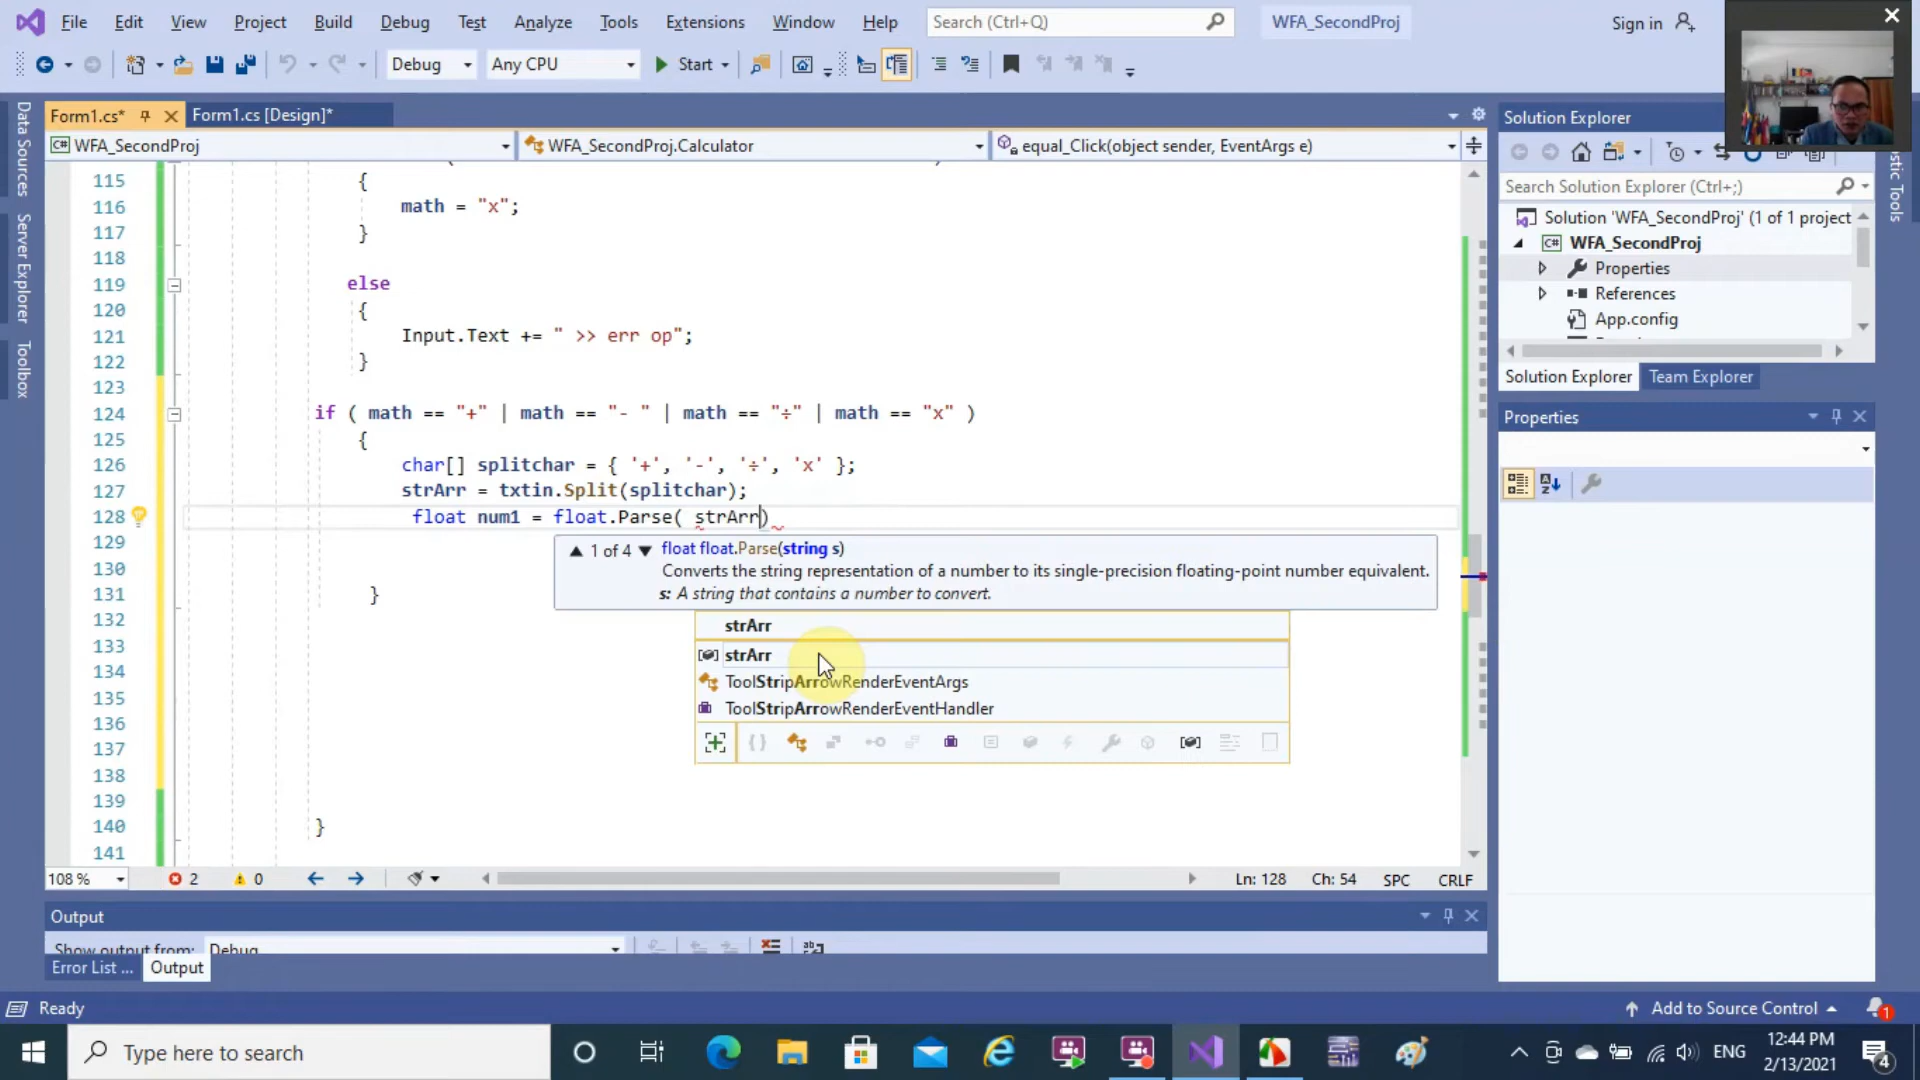 File Edit View Project Build Debug Test Analyze Tools Extensions Window Help Search (Ctrl+Q) WFA_SecondProj Sign in
Debug Any CPU Start
Form1.cs* Form1.cs [Design]*
WFA_SecondProj WFA_SecondProj.Calculator equal_Click(object sender, EventArgs e)
Data Sources
Server Explorer
Toolbox
115 {
116 math = "x";
117 }
118
119 else
120 {
121 Input.Text += " >> err op";
122 }
123
124 if ( math == "+" | math == "- " | math == "÷" | math == "x" )
125 {
126 char[] splitchar = { '+', '-', '÷', 'x' };
127 strArr = txtin.Split(splitchar);
128 float num1 = float.Parse( strArr)
129
130
131 }
132
133
134
135
136
137
138
139
140 }
141
1 of 4 float float.Parse(string s)
Converts the string representation of a number to its single-precision floating-point number equivalent.
s: A string that contains a number to convert.
strArr
strArr
ToolStripArrowRenderEventArgs
ToolStripArrowRenderEventHandler
108 % 2 0 Ln: 128 Ch: 54 SPC CRLF
Output
Show output from: Debug
Error List ... Output
Solution Explorer
Search Solution Explorer (Ctrl+;)
Solution 'WFA_SecondProj' (1 of 1 project
WFA_SecondProj
Properties
References
App.config
Solution Explorer Team Explorer
Properties
Ready Add to Source Control 1
Type here to search ENG 12:44 PM
2/13/2021 4